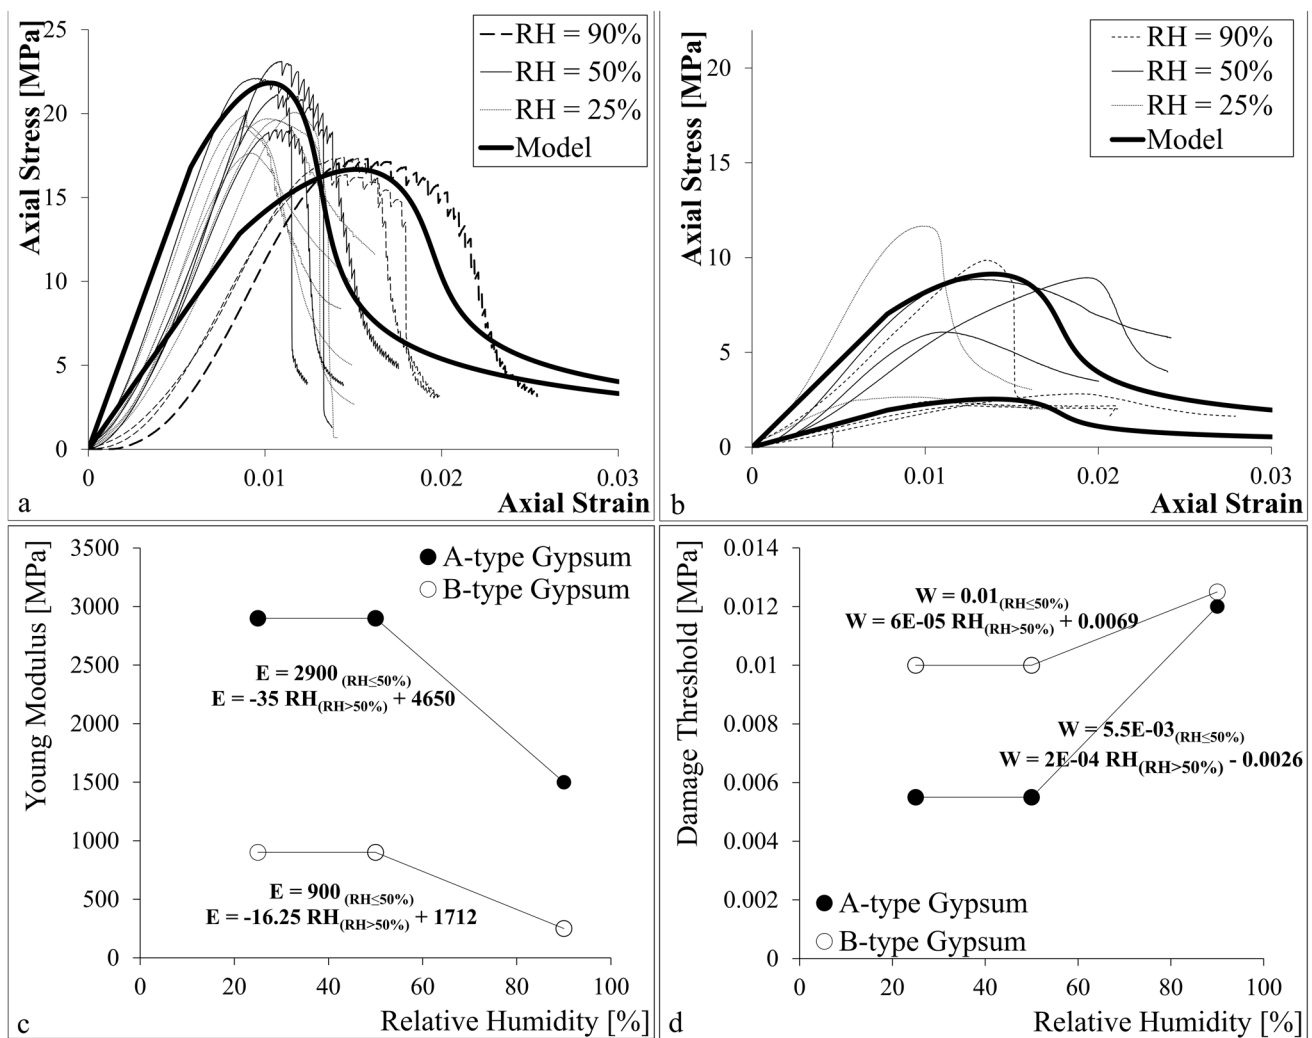 25
20
15
10
5
0
Axial Stress [MPa]
RH = 90%
RH = 50%
RH = 25%
Model
0 0.01 0.02 0.03
Axial Strain
a
20
15
10
5
0
Axial Stress [MPa]
RH = 90%
RH = 50%
RH = 25%
Model
0 0.01 0.02 0.03
Axial Strain
b
3500
3000
2500
2000
1500
1000
500
0
Young Modulus [MPa]
A-type Gypsum
B-type Gypsum
E = 2900 (RH≤50%)
E = -35 RH(RH>50%) + 4650
E = 900 (RH≤50%)
E = -16.25 RH(RH>50%) + 1712
0 20 40 60 80 100
Relative Humidity [%]
c
0.014
0.012
0.01
0.008
0.006
0.004
0.002
0
Damage Threshold [MPa]
W = 0.01(RH≤50%)
W = 6E-05 RH(RH>50%) + 0.0069
W = 5.5E-03(RH≤50%)
W = 2E-04 RH(RH>50%) - 0.0026
A-type Gypsum
B-type Gypsum
0 20 40 60 80 100
Relative Humidity [%]
d